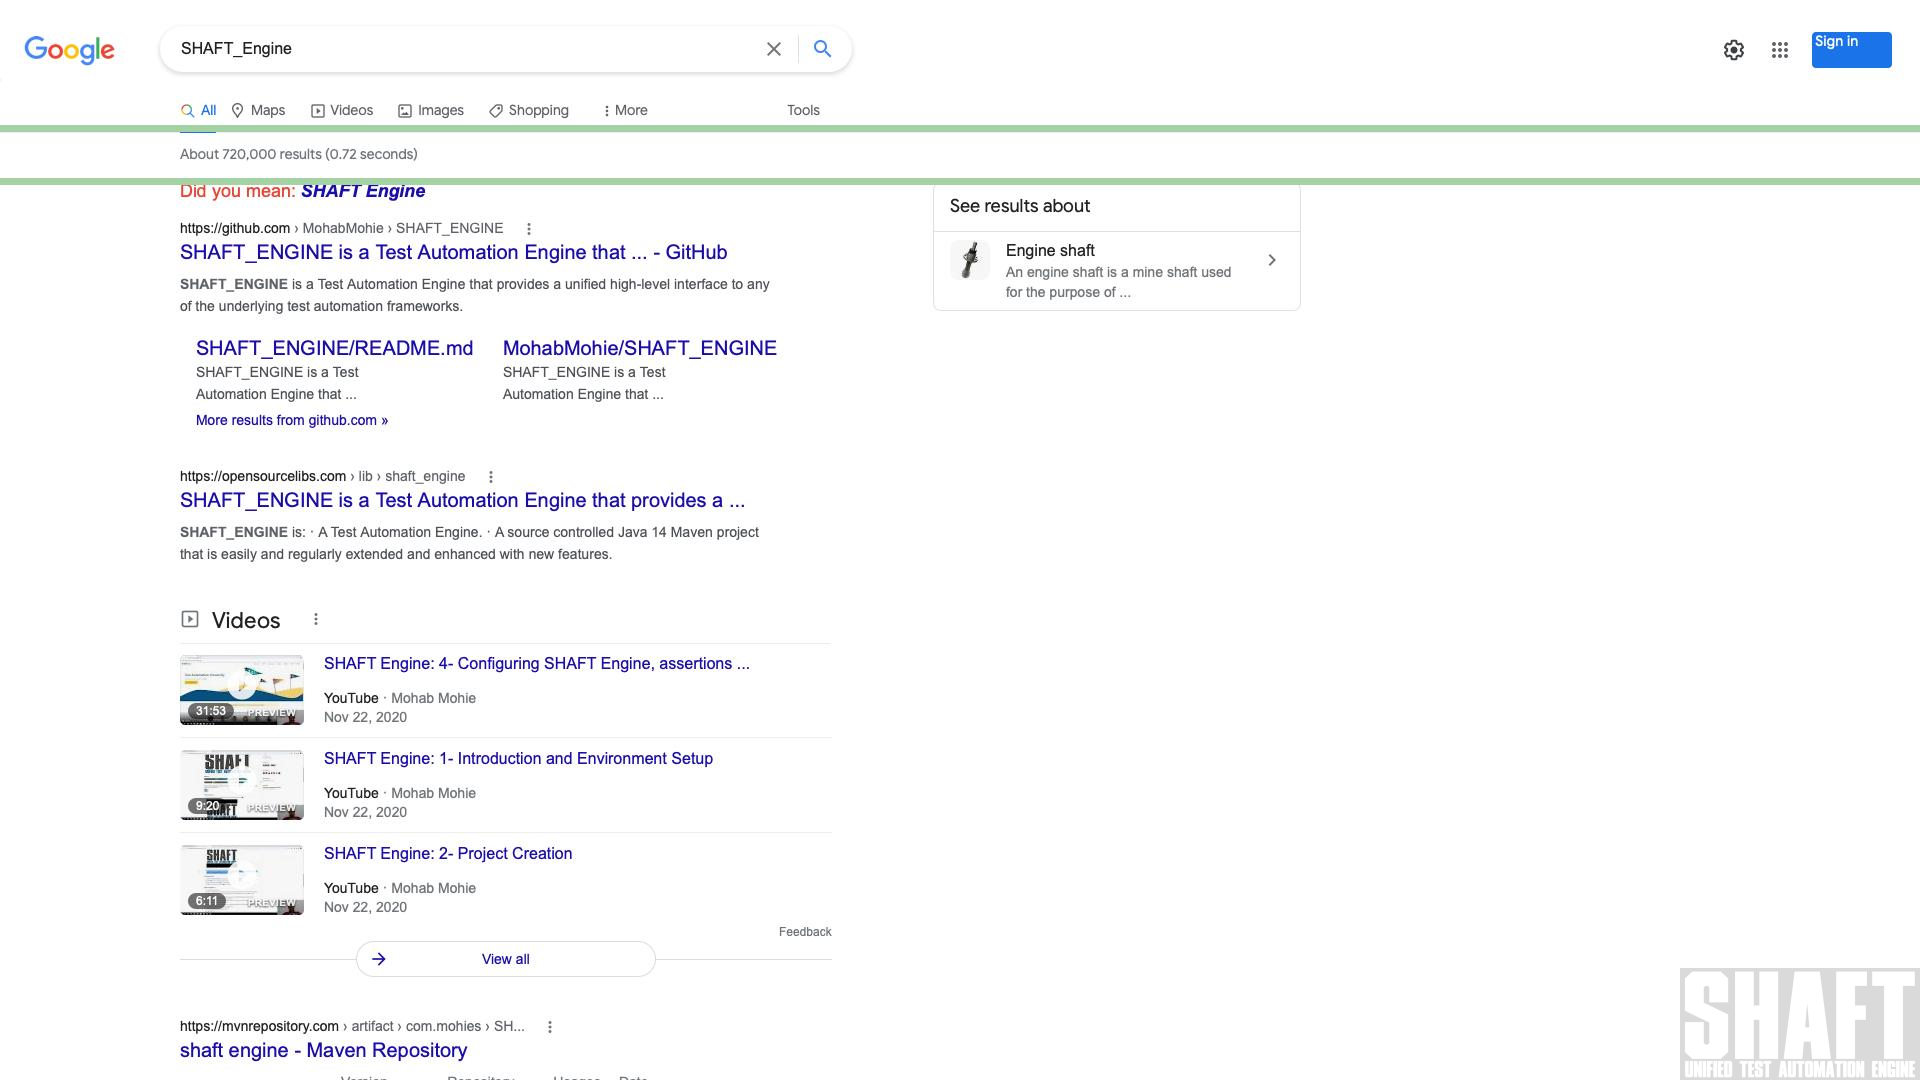 Google
SHAFT_Engine
Sign in
All
Maps
Videos
Images
Shopping
More
Tools
About 720,000 results (0.72 seconds)
Did you mean: SHAFT Engine
https://github.com › MohabMohie › SHAFT_ENGINE
SHAFT_ENGINE is a Test Automation Engine that ... - GitHub
SHAFT_ENGINE is a Test Automation Engine that provides a unified high-level interface to any
of the underlying test automation frameworks.
SHAFT_ENGINE/README.md
SHAFT_ENGINE is a Test
Automation Engine that ...
MohabMohie/SHAFT_ENGINE
SHAFT_ENGINE is a Test
Automation Engine that ...
More results from github.com »
https://opensourcelibs.com › lib › shaft_engine
SHAFT_ENGINE is a Test Automation Engine that provides a ...
SHAFT_ENGINE is: · A Test Automation Engine. · A source controlled Java 14 Maven project
that is easily and regularly extended and enhanced with new features.
Videos
31:53
PREVIEW
SHAFT Engine: 4- Configuring SHAFT Engine, assertions ...
YouTube · Mohab Mohie
Nov 22, 2020
SHAFT
9:20
PREVIEW
SHAFT Engine: 1- Introduction and Environment Setup
YouTube · Mohab Mohie
Nov 22, 2020
SHAFT
6:11
PREVIEW
SHAFT Engine: 2- Project Creation
YouTube · Mohab Mohie
Nov 22, 2020
Feedback
View all
https://mvnrepository.com › artifact › com.mohies › SH...
shaft engine - Maven Repository
Version Repository Usages Date
See results about
Engine shaft
An engine shaft is a mine shaft used
for the purpose of ...
SHAFT
UNIFIED TEST AUTOMATION ENGINE